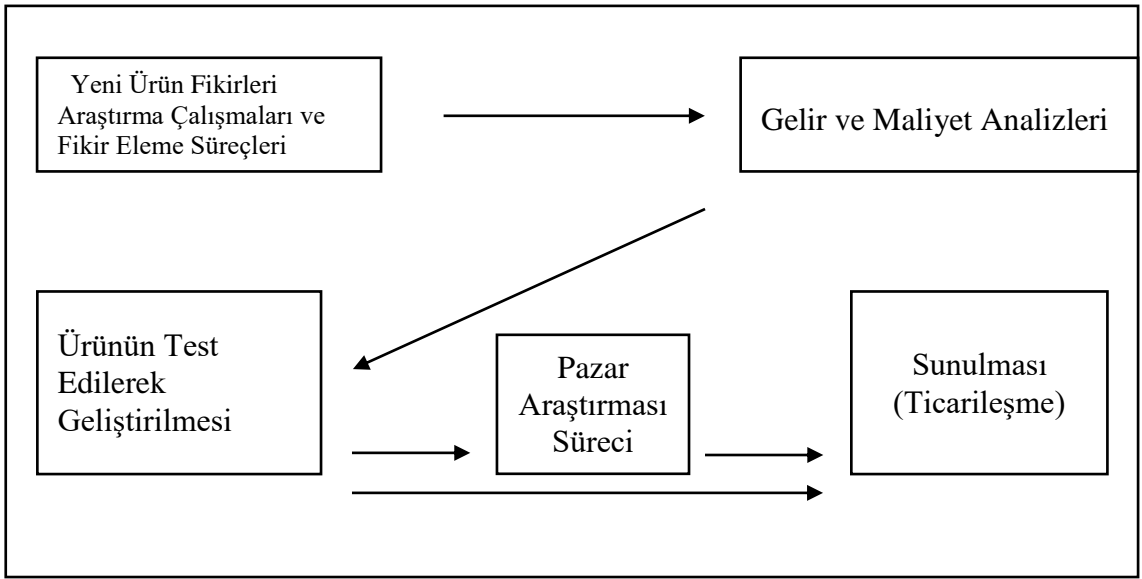 Yeni Ürün Fikirleri
Araştırma Çalışmaları ve
Fikir Eleme Süreçleri
Gelir ve Maliyet Analizleri
Ürünün Test
Edilerek
Geliştirilmesi
Pazar
Araştırması
Süreci
Sunulması
(Ticarileşme)